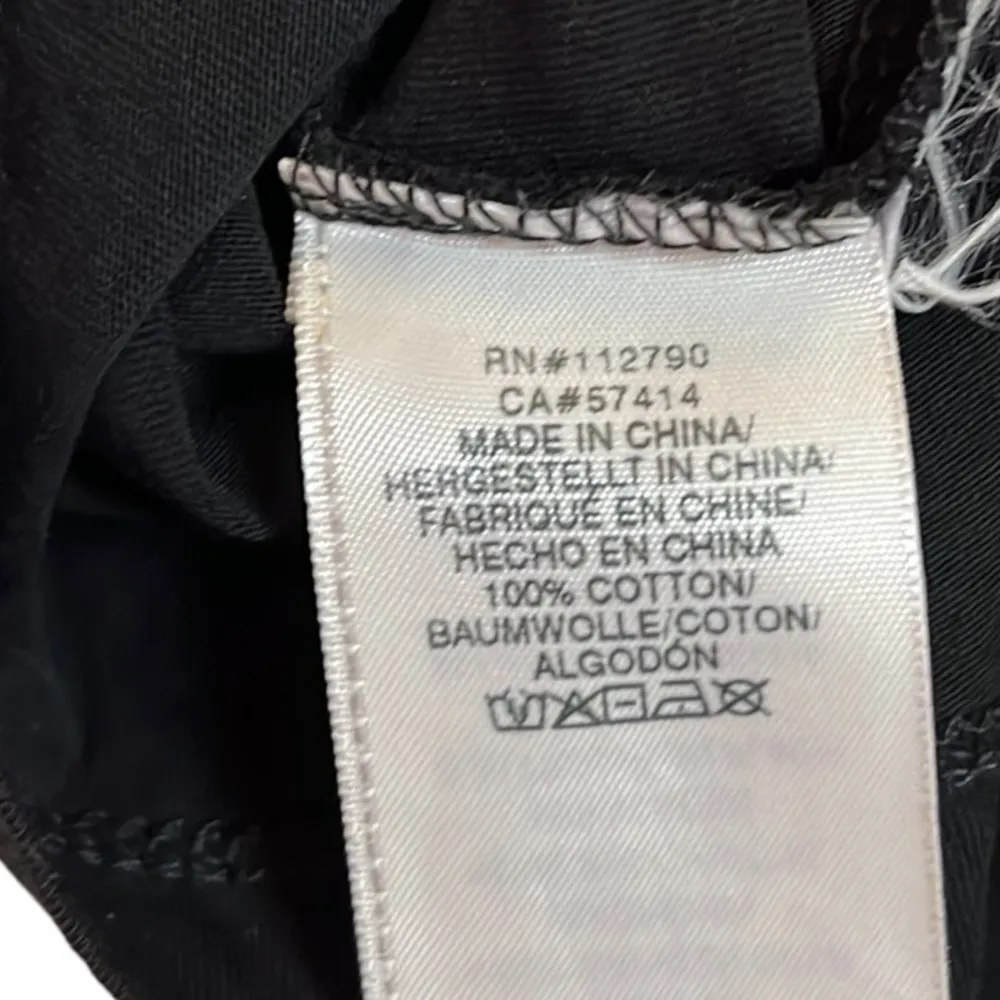 RN#112790
CA#57414
MADE IN CHINA/
HERGESTELLT IN CHINA/
FABRIQUÉ EN CHINE/
HECHO EN CHINA
100% COTTON/
BAUMWOLLE/COTON/
ALGODÓN